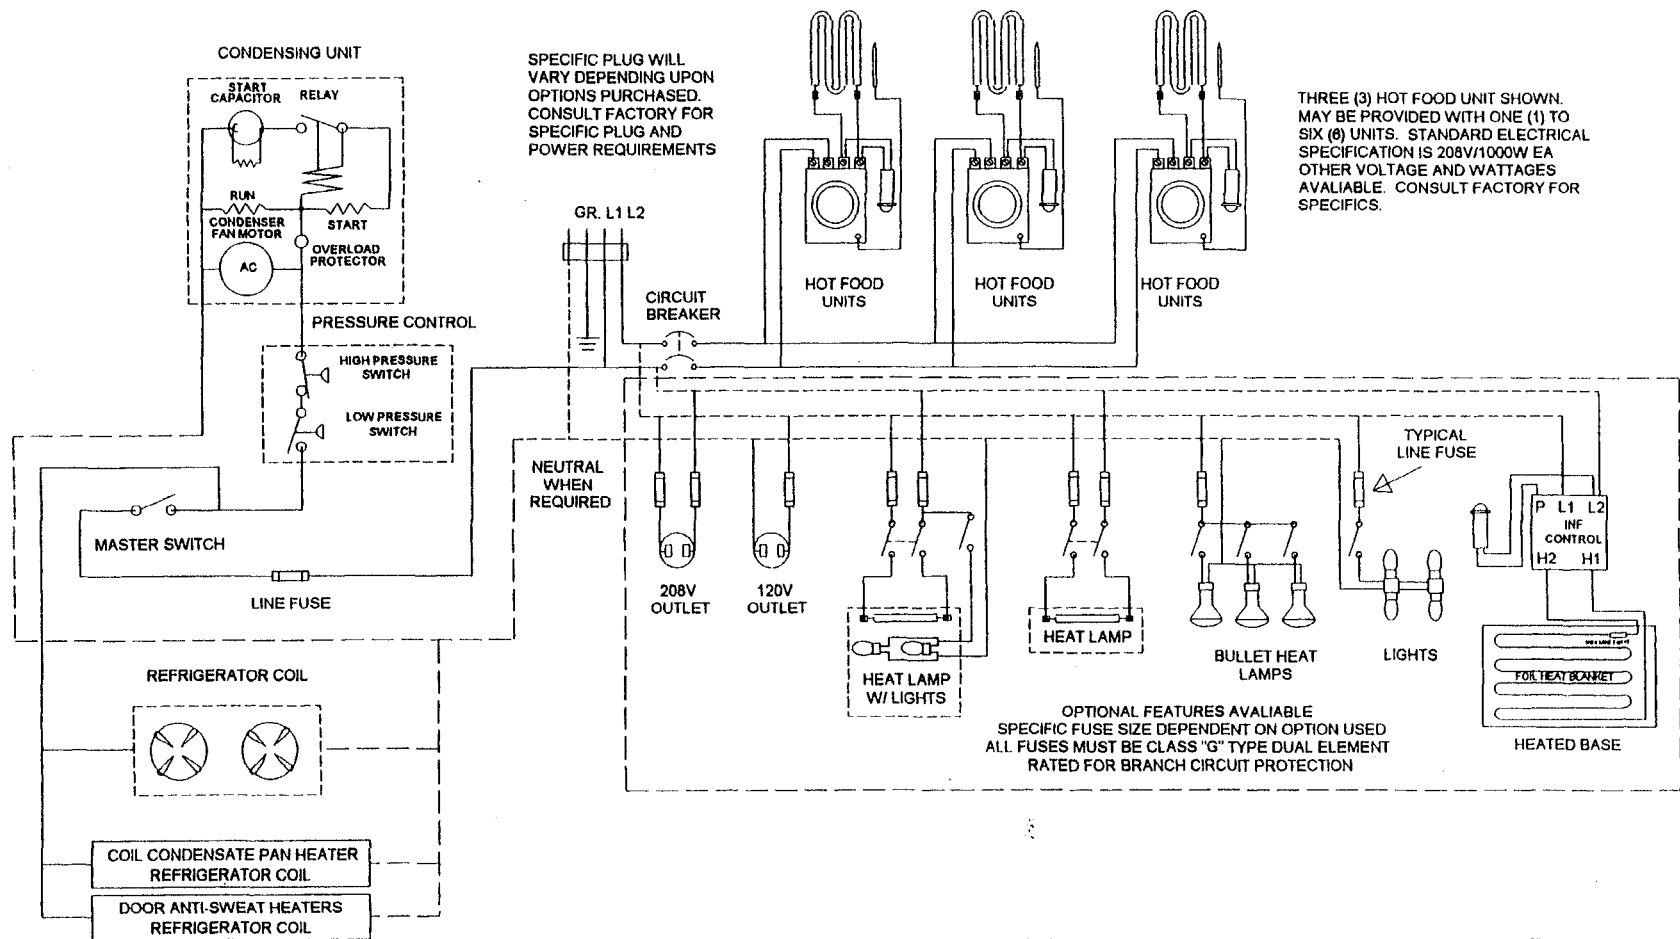 CONDENSING UNIT
START
CAPACITOR
RELAY
RUN
START
CONDENSER
FAN MOTOR
AC
OVERLOAD
PROTECTOR
PRESSURE CONTROL
HIGH PRESSURE
SWITCH
LOW PRESSURE
SWITCH
MASTER SWITCH
LINE FUSE
REFRIGERATOR COIL
COIL CONDENSATE PAN HEATER
REFRIGERATOR COIL
DOOR ANTI-SWEAT HEATERS
REFRIGERATOR COIL
SPECIFIC PLUG WILL
VARY DEPENDING UPON
OPTIONS PURCHASED.
CONSULT FACTORY FOR
SPECIFIC PLUG AND
POWER REQUIREMENTS
GR. L1 L2
CIRCUIT
BREAKER
NEUTRAL
WHEN
REQUIRED
HOT FOOD
UNITS
HOT FOOD
UNITS
HOT FOOD
UNITS
THREE (3) HOT FOOD UNIT SHOWN.
MAY BE PROVIDED WITH ONE (1) TO
SIX (6) UNITS. STANDARD ELECTRICAL
SPECIFICATION IS 208V/1000W EA
OTHER VOLTAGE AND WATTAGES
AVALIABLE. CONSULT FACTORY FOR
SPECIFICS.
208V
OUTLET
120V
OUTLET
HEAT LAMP
W/ LIGHTS
HEAT LAMP
BULLET HEAT
LAMPS
LIGHTS
TYPICAL
LINE FUSE
P L1 L2
INF
CONTROL
H2 H1
FOIL HEAT BLANKET
HEATED BASE
OPTIONAL FEATURES AVALIABLE
SPECIFIC FUSE SIZE DEPENDENT ON OPTION USED
ALL FUSES MUST BE CLASS "G" TYPE DUAL ELEMENT
RATED FOR BRANCH CIRCUIT PROTECTION